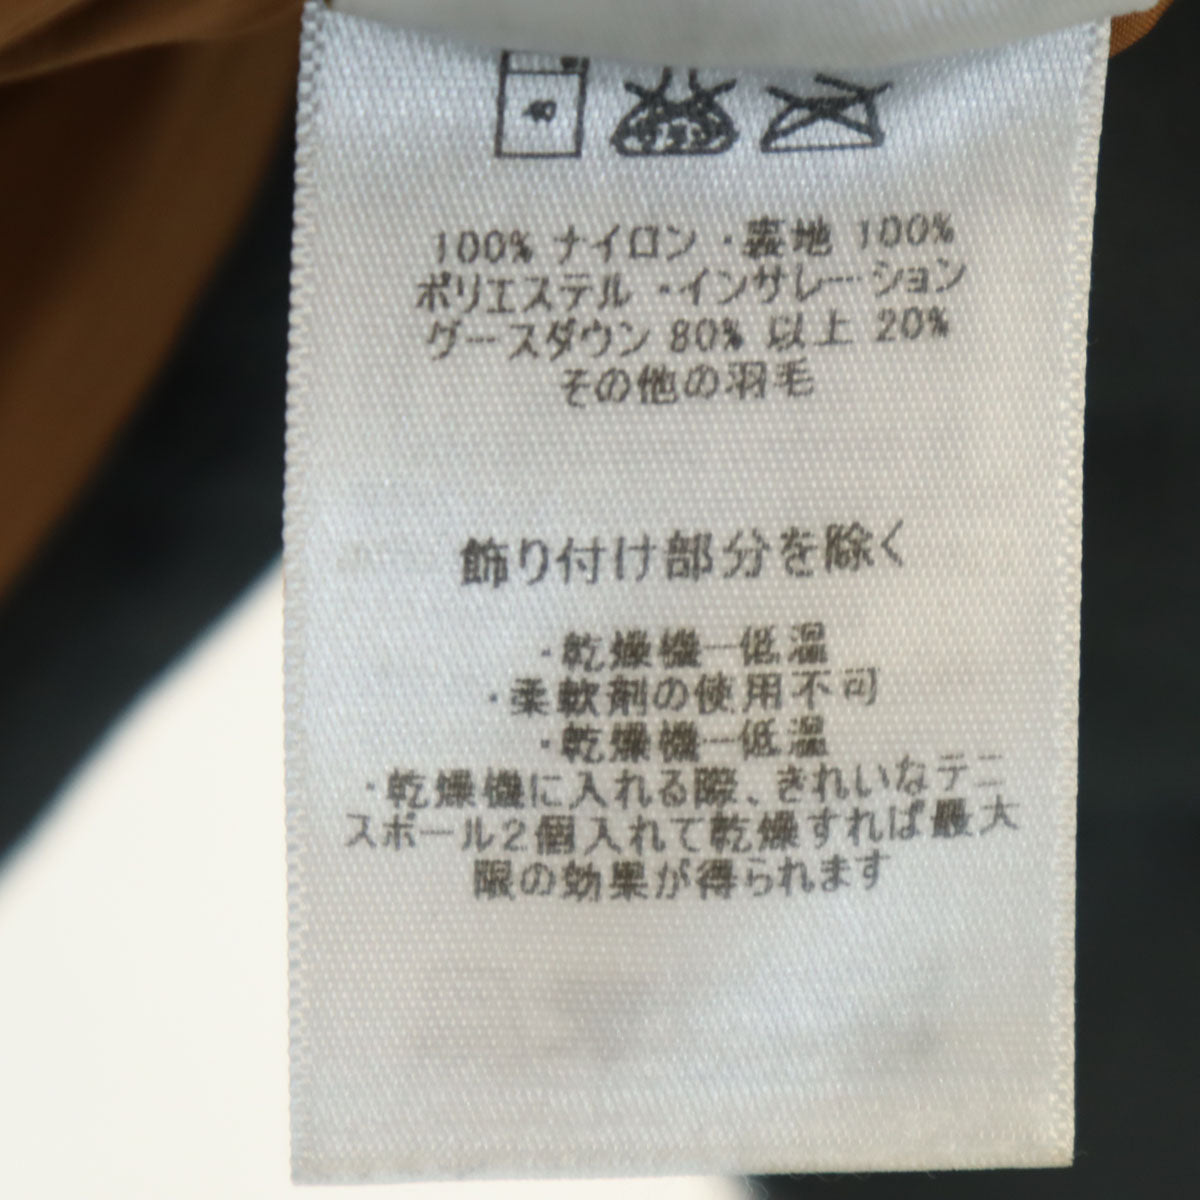 100% ナイロン ・裏地 100%
ポリエステル ・インサレーション
グースダウン 80% 以上 20%
その他の羽毛
飾り付け部分を除く
・乾燥機ー低温
・柔軟剤の使用不可
・乾燥機ー低温
・乾燥機に入れる際、きれいなテニ
スボール2個入れて乾燥すれば最大
限の効果が得られます